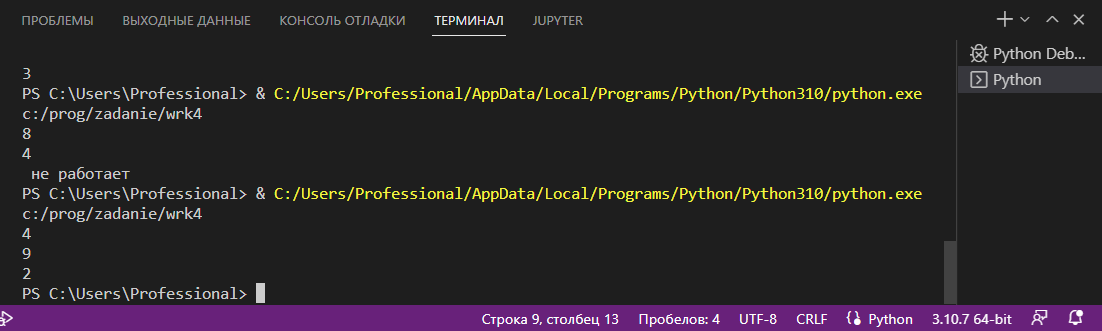 ПРОБЛЕМЫ ВЫХОДНЫЕ ДАННЫЕ КОНСОЛЬ ОТЛАДКИ ТЕРМИНАЛ JUPYTER
Python Deb...
Python
3
PS C:\Users\Professional> & C:/Users/Professional/AppData/Local/Programs/Python/Python310/python.exe
c:/prog/zadanie/wrk4
8
4
 не работает
PS C:\Users\Professional> & C:/Users/Professional/AppData/Local/Programs/Python/Python310/python.exe
c:/prog/zadanie/wrk4
4
9
2
PS C:\Users\Professional>
Строка 9, столбец 13 Пробелов: 4 UTF-8 CRLF Python 3.10.7 64-bit